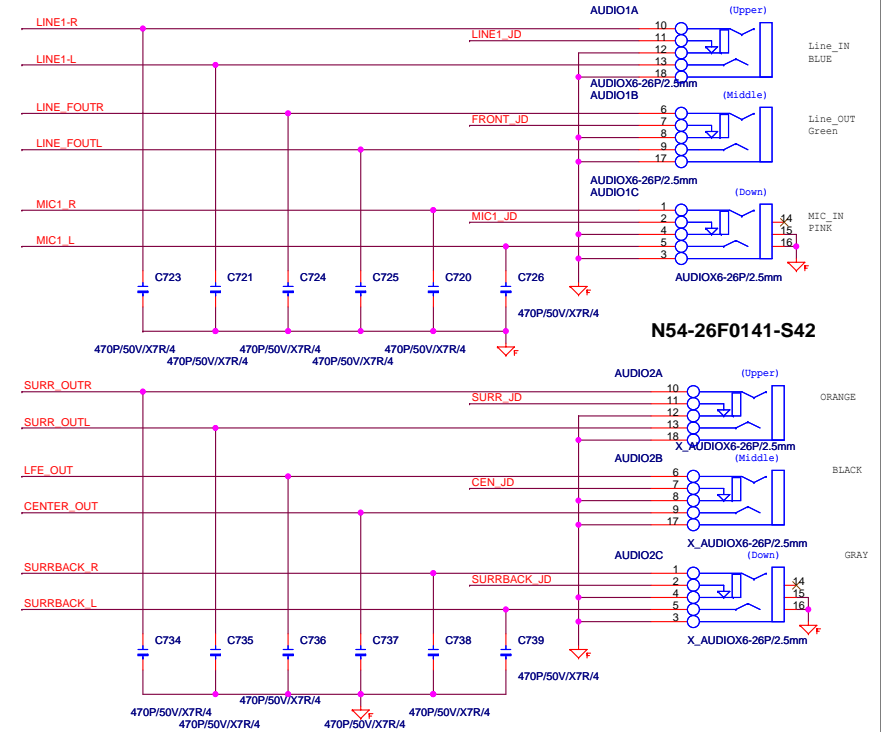 AUDIO1A (Upper)
LINE1-R 10
LINE1_JD 11
12 Line_IN
LINE1-L 13 BLUE
18
AUDIOX6-26P/2.5mm
AUDIO1B (Middle)
LINE_FOUTR 6
FRONT_JD 7 Line_OUT
8 Green
LINE_FOUTL 9
17
AUDIOX6-26P/2.5mm
AUDIO1C (Down)
MIC1_R 1
MIC1_JD 2 14 MIC_IN
4 15 PINK
MIC1_L 5 16
3
F
C723 C721 C724 C725 C720 C726 AUDIOX6-26P/2.5mm
F
470P/50V/X7R/4
N54-26F0141-S42
470P/50V/X7R/4 470P/50V/X7R/4 470P/50V/X7R/4 F
470P/50V/X7R/4 470P/50V/X7R/4
AUDIO2A (Upper)
SURR_OUTR 10
SURR_JD 11 ORANGE
12
SURR_OUTL 13
18
X_AUDIOX6-26P/2.5mm
AUDIO2B (Middle)
LFE_OUT 6 BLACK
CEN_JD 7
8
CENTER_OUT 9
17
X_AUDIOX6-26P/2.5mm
AUDIO2C (Down) GRAY
SURRBACK_R 1
SURRBACK_JD 2 14
4 15
SURRBACK_L 5 16
3
F
C734 C735 C736 C737 C738 C739 X_AUDIOX6-26P/2.5mm
F
470P/50V/X7R/4
470P/50V/X7R/4
470P/50V/X7R/4 F 470P/50V/X7R/4
470P/50V/X7R/4 470P/50V/X7R/4